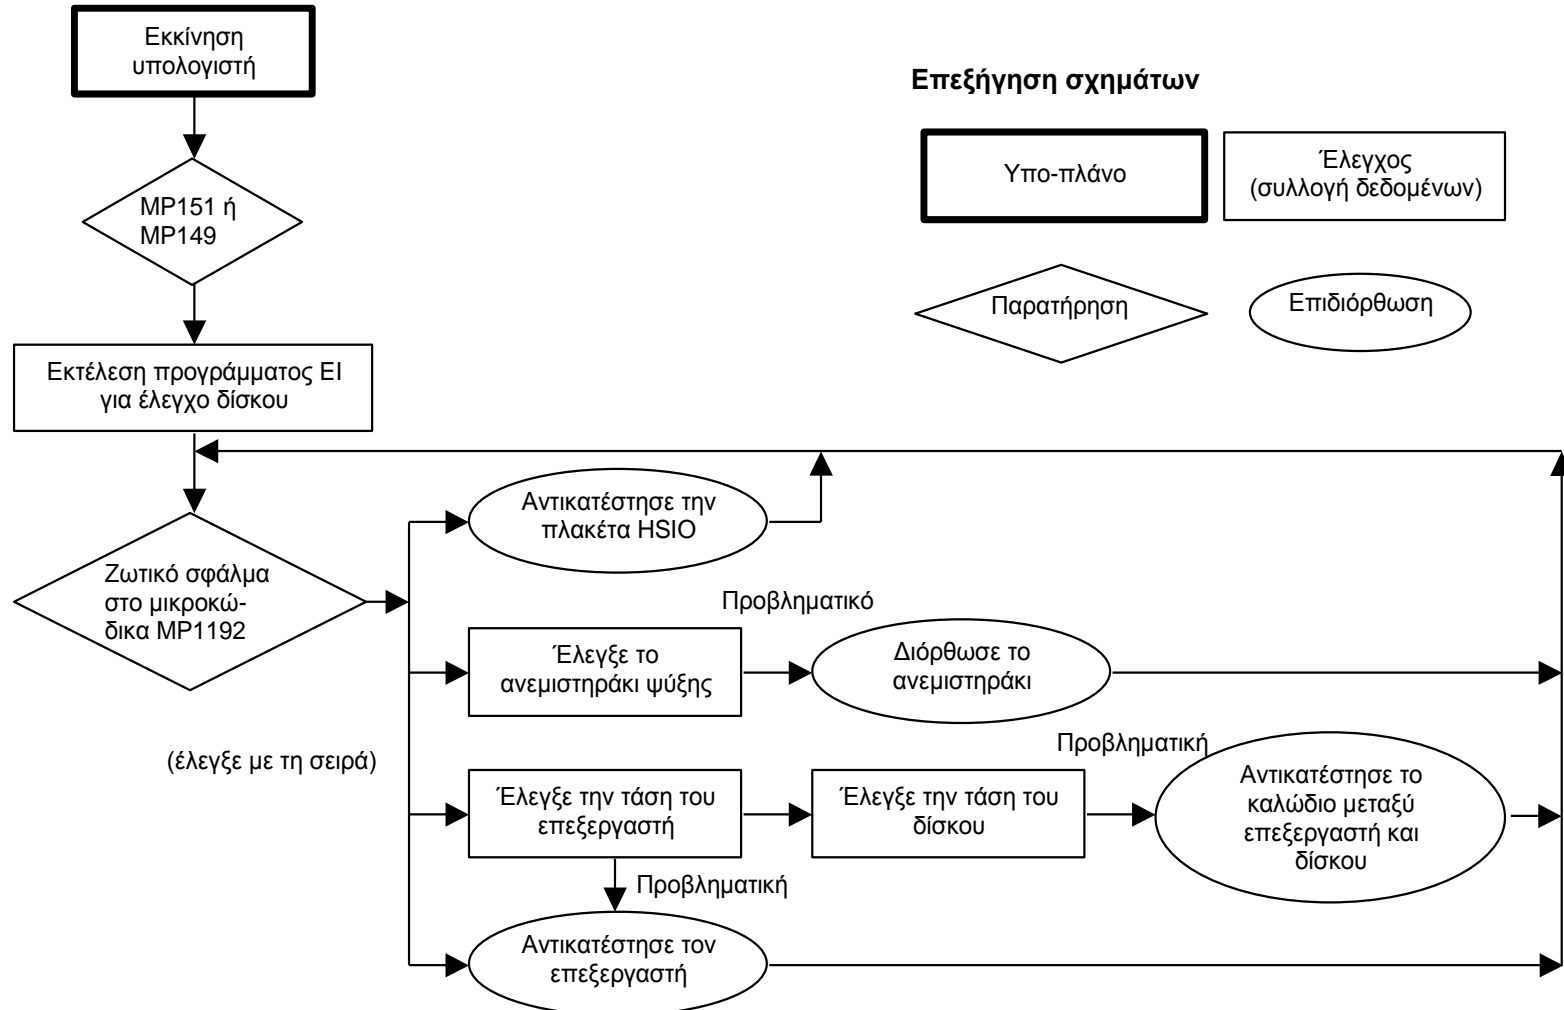 Εκκίνηση
υπολογιστή
Επεξήγηση σχημάτων
Υπο-πλάνο
Έλεγχος
(συλλογή δεδομένων)
MP151 ή
MP149
Παρατήρηση
Επιδιόρθωση
Εκτέλεση προγράμματος EI
για έλεγχο δίσκου
Αντικατέστησε την
πλακέτα HSIO
Ζωτικό σφάλμα
στο μικροκώ-
δικα MP1192
Προβληματικό
Έλεγξε το
ανεμιστηράκι ψύξης
Διόρθωσε το
ανεμιστηράκι
(έλεγξε με τη σειρά)
Προβληματική
Έλεγξε την τάση του
επεξεργαστή
Έλεγξε την τάση του
δίσκου
Αντικατέστησε το
καλώδιο μεταξύ
επεξεργαστή και
δίσκου
Προβληματική
Αντικατέστησε τον
επεξεργαστή